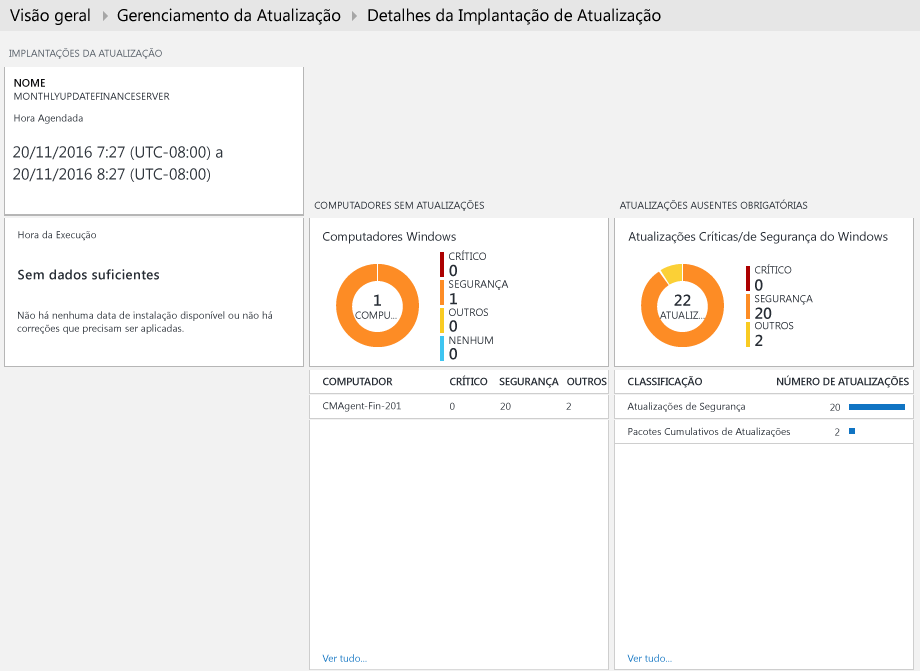 Visão geral Gerenciamento da Atualização Detalhes da Implantação de Atualização
IMPLANTAÇÕES DA ATUALIZAÇÃO
NOME
MONTHLYUPDATEFINANCESERVER
Hora Agendada
20/11/2016 7:27 (UTC-08:00) a
20/11/2016 8:27 (UTC-08:00)
Hora da Execução
Sem dados suficientes
Não há nenhuma data de instalação disponível ou não há
correções que precisam ser aplicadas.
COMPUTADORES SEM ATUALIZAÇÕES
Computadores Windows
1
COMPU...
CRÍTICO
0
SEGURANÇA
1
OUTROS
0
NENHUM
0
COMPUTADOR CRÍTICO SEGURANÇA OUTROS
CMAgent-Fin-201 0 20 2
Ver tudo...
ATUALIZAÇÕES AUSENTES OBRIGATÓRIAS
Atualizações Críticas/de Segurança do Windows
22
ATUALIZ...
CRÍTICO
0
SEGURANÇA
20
OUTROS
2
CLASSIFICAÇÃO NÚMERO DE ATUALIZAÇÕES
Atualizações de Segurança 20
Pacotes Cumulativos de Atualizações 2
Ver tudo...